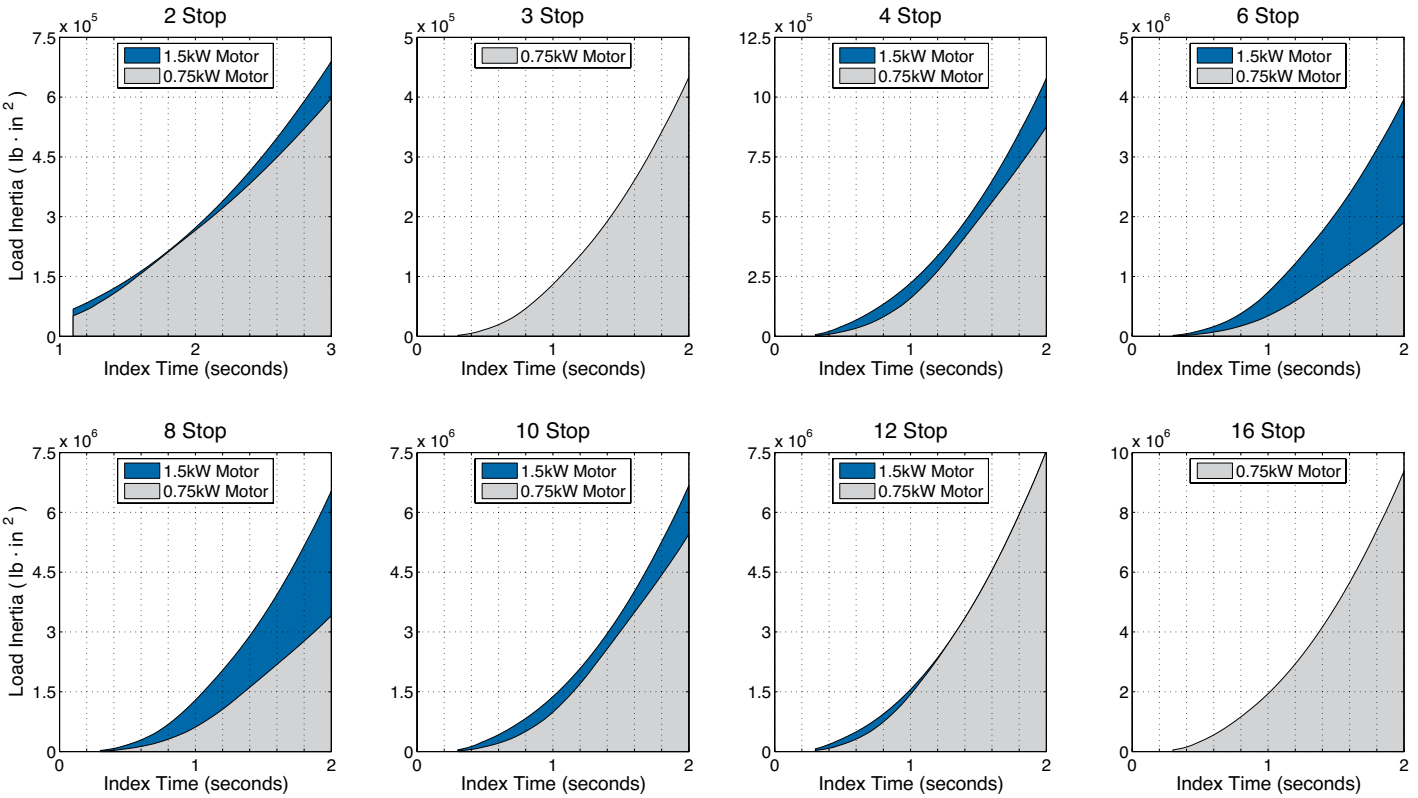 2 Stop
x 10 5
Load Inertia ( lb · in 2 )
7.5
6
4.5
3
1.5
0
1.5kW Motor
0.75kW Motor
1 2 3
Index Time (seconds)
3 Stop
x 10 5
5
4
3
2
1
0
0.75kW Motor
0 1 2
Index Time (seconds)
4 Stop
x 10 5
12.5
10
7.5
5
2.5
0
1.5kW Motor
0.75kW Motor
0 1 2
Index Time (seconds)
6 Stop
x 10 6
5
4
3
2
1
0
1.5kW Motor
0.75kW Motor
0 1 2
Index Time (seconds)
8 Stop
x 10 6
Load Inertia ( lb · in 2 )
7.5
6
4.5
3
1.5
0
1.5kW Motor
0.75kW Motor
0 1 2
Index Time (seconds)
10 Stop
x 10 6
7.5
6
4.5
3
1.5
0
1.5kW Motor
0.75kW Motor
0 1 2
Index Time (seconds)
12 Stop
x 10 6
7.5
6
4.5
3
1.5
0
1.5kW Motor
0.75kW Motor
0 1 2
Index Time (seconds)
16 Stop
x 10 6
10
8
6
4
2
0
0.75kW Motor
0 1 2
Index Time (seconds)